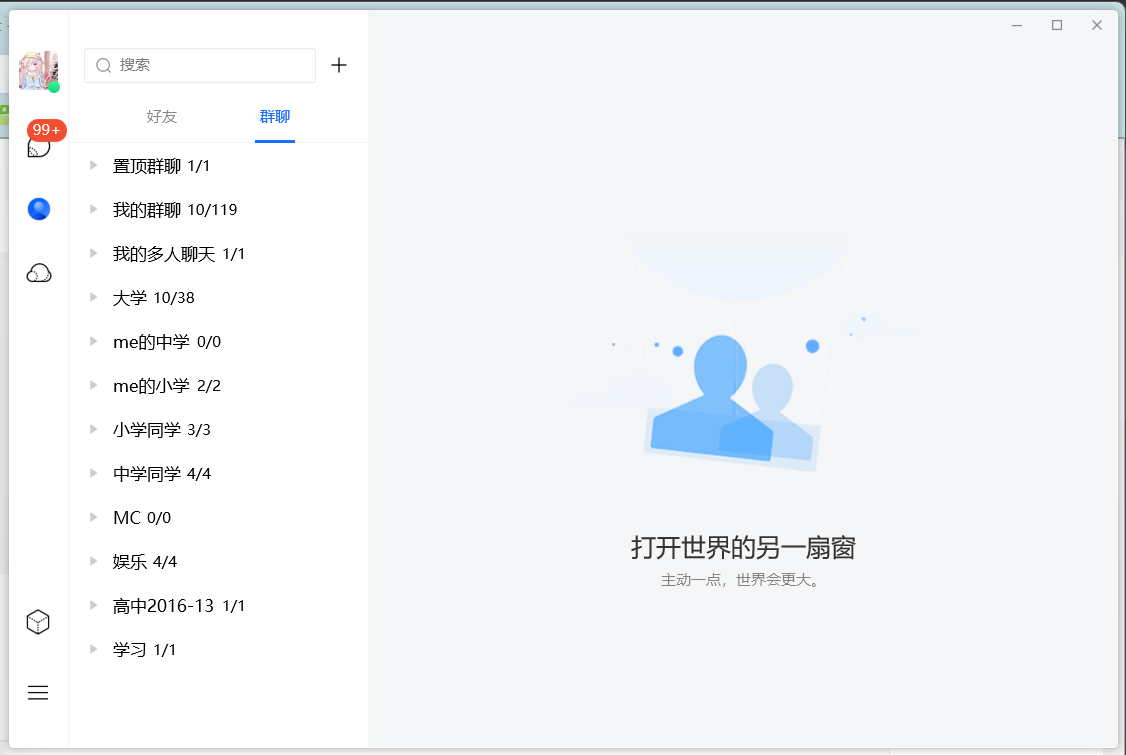 搜索
好友 群聊
99+
置顶群聊 1/1
我的群聊 10/119
我的多人聊天 1/1
大学 10/38
me的中学 0/0
me的小学 2/2
小学同学 3/3
中学同学 4/4
MC 0/0
娱乐 4/4
高中2016-13 1/1
学习 1/1
打开世界的另一扇窗
主动一点，世界会更大。